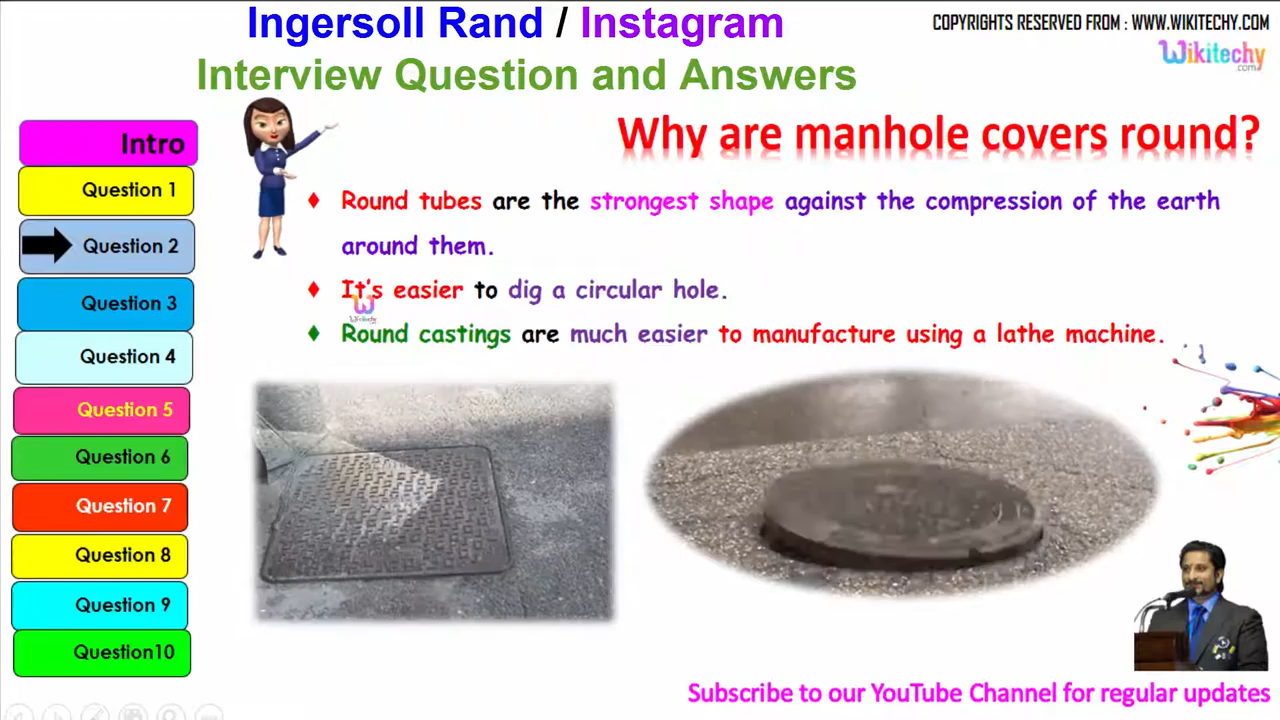 Ingersoll Rand / Instagram
Interview Question and Answers
COPYRIGHTS RESERVED FROM : WWW.WIKITECHY.COM
Wikitechy
.com
Intro
Question 1
Question 2
Question 3
Question 4
Question 5
Question 6
Question 7
Question 8
Question 9
Question10
Why are manhole covers round?
Round tubes are the strongest shape against the compression of the earth
around them.
It's easier to dig a circular hole.
W
Wikitechy
Round castings are much easier to manufacture using a lathe machine.
Subscribe to our YouTube Channel for regular updates